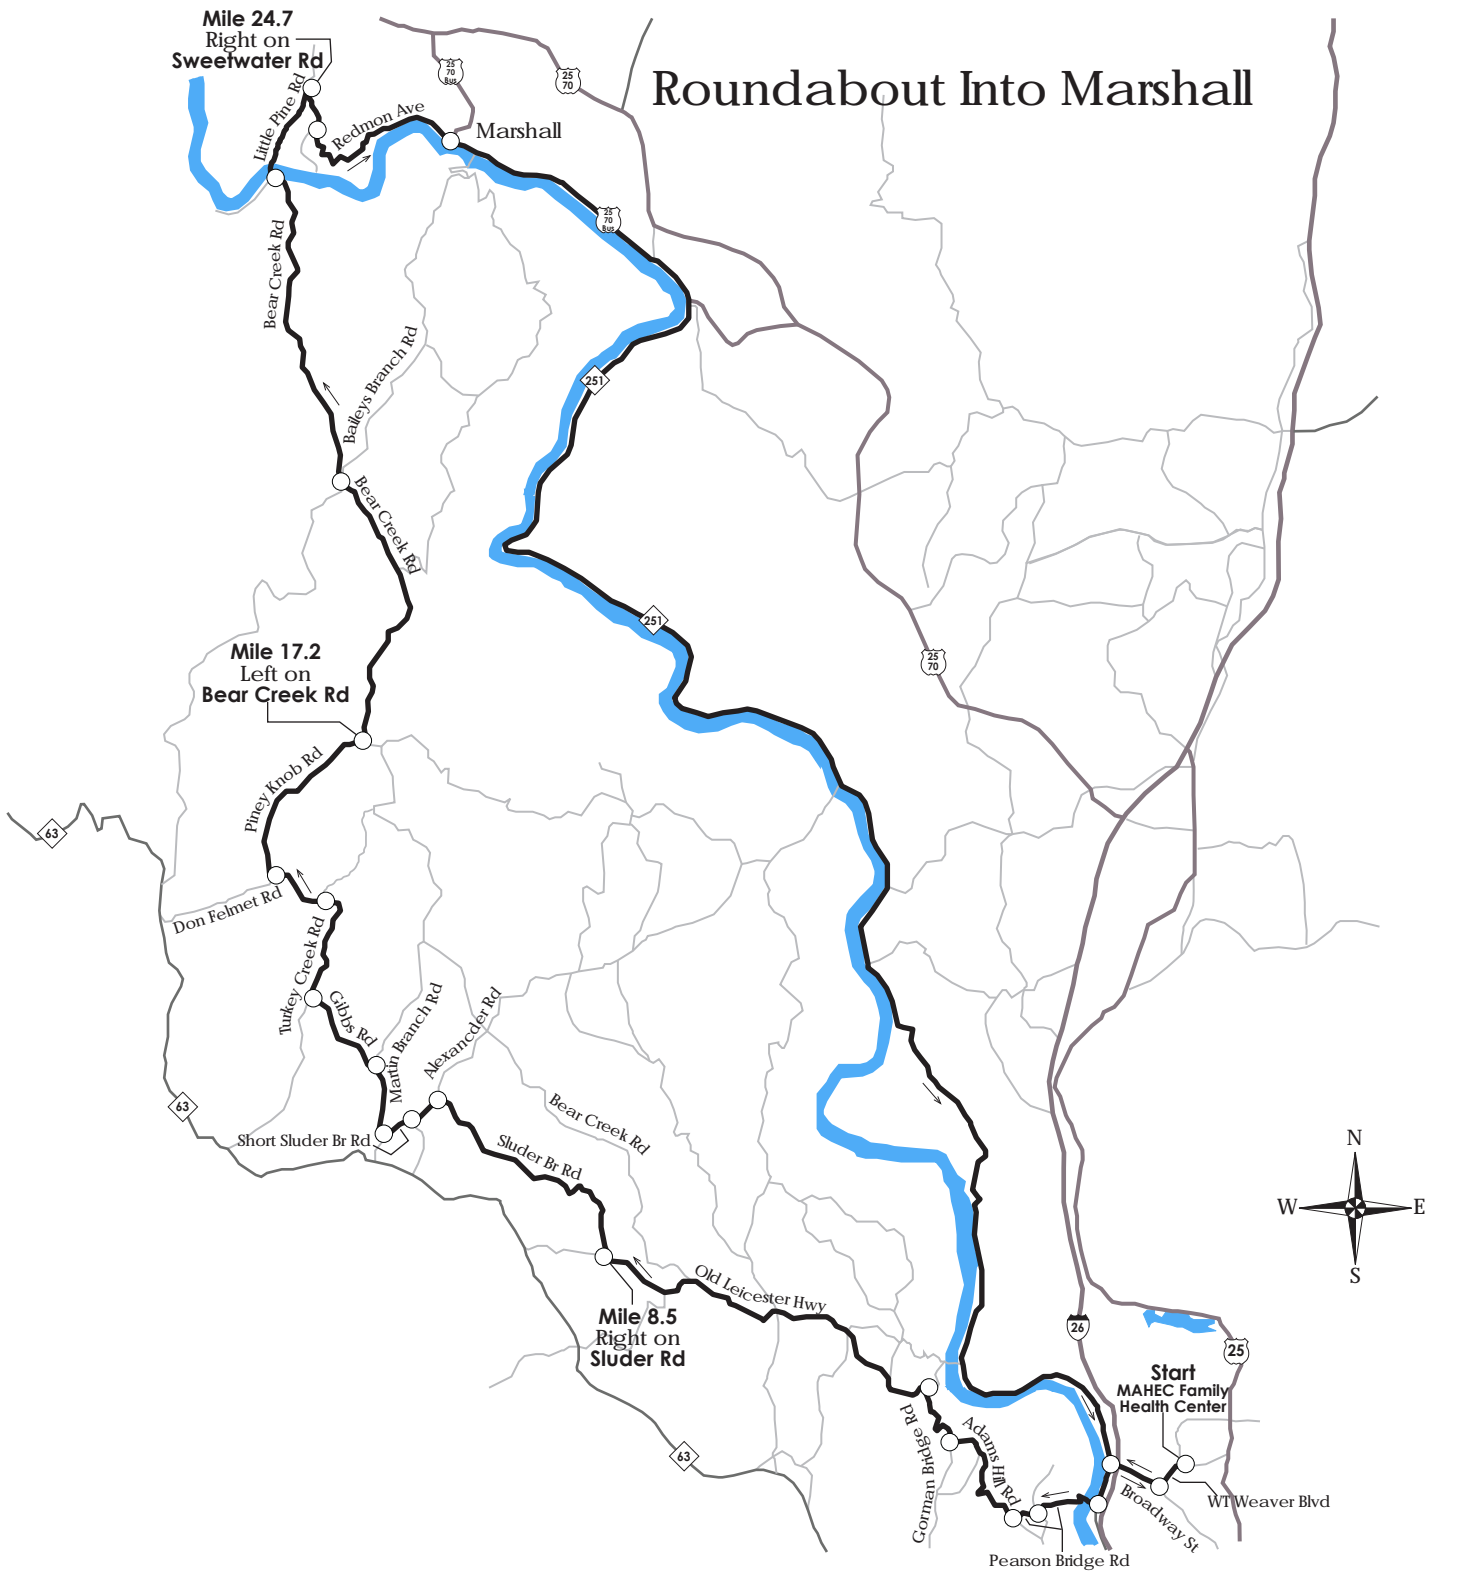 Mile 24.7
Right on
Sweetwater Rd
Roundabout Into Marshall
25
70
Bus
25
70
Little Pine Rd
Redmon Ave
Marshall
25
70
Bus
Bear Creek Rd
Baileys Branch Rd
251
Bear Creek Rd
251
Mile 17.2
Left on
Bear Creek Rd
25
70
Piney Knob Rd
63
Don Felmet Rd
Turkey Creek Rd
Gibbs Rd
Martin Branch Rd
Alexancder Rd
63
Short Sluder Br Rd
Bear Creek Rd
Sluder Br Rd
N
W
E
S
Old Leicester Hwy
Mile 8.5
Right on
Sluder Rd
26
25
Start
MAHEC Family
Health Center
Gorman Bridge Rd
Adams Hill Rd
63
Broadway St
WT Weaver Blvd
Pearson Bridge Rd